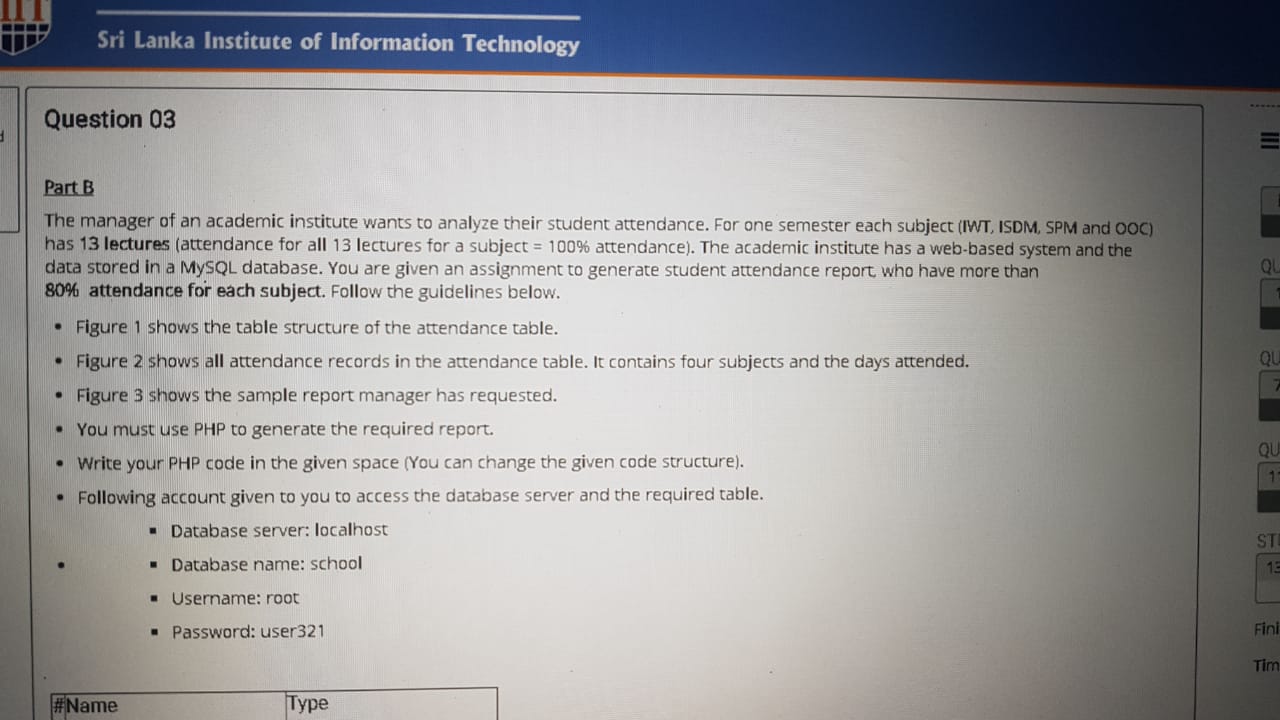 Sri Lanka Institute of Information Technology
Question 03
Part B
The manager of an academic institute wants to analyze their student attendance. For one semester each subject (IWT, ISDM, SPM and OOC)
has 13 lectures (attendance for all 13 lectures for a subject = 100% attendance). The academic institute has a web-based system and the
data stored in a MySQL database. You are given an assignment to generate student attendance report, who have more than
80% attendance for each subject. Follow the guidelines below.
• Figure 1 shows the table structure of the attendance table.
• Figure 2 shows all attendance records in the attendance table. It contains four subjects and the days attended.
• Figure 3 shows the sample report manager has requested.
• You must use PHP to generate the required report.
• Write your PHP code in the given space (You can change the given code structure).
• Following account given to you to access the database server and the required table.
▪ Database server: localhost
• ▪ Database name: school
▪ Username: root
▪ Password: user321
#Name Type
QU
QU
QU